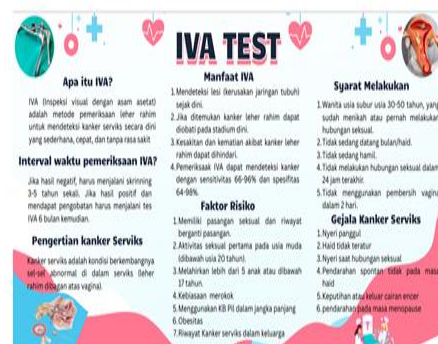 IVA TEST
Apa itu IVA?
IVA (Inspeksi visual dengan asam asetat)
adalah metode pemeriksaan leher rahim
untuk mendeteksi kanker serviks secara dini
yang sederhana, cepat, dan tanpa rasa sakit
Interval waktu pemeriksaan IVA?
Jika hasil negatif, harus menjalani skrinning
3-5 tahun sekali. Jika hasil positif dan
mendapat pengobatan harus menjalani tes
IVA 6 bulan kemudian.
Pengertian kanker Serviks
Kanker serviks adalah kondisi berkembangnya
sel-sel abnormal di dalam serviks (leher
rahim dibagan atas vagina)
Manfaat IVA
1.Mendeteksi lesi (kerusakan jaringan tubuh)
sejak dini.
2.Jika ditemukan kanker leher rahim dapat
diobati pada stadium dini.
3.Kesakitan dan kematian akibat kanker leher
rahim dapat dihindari.
4.Pemeriksaak IVA dapat mendeteksi kanker
dengan sensitivitas 66-96% dan spesifitas
64-98%.
Faktor Risiko
1.Memiliki pasangan seksual dan riwayat
berganti pasangan.
2.Aktivitas seksual pertama pada usia muda
(dibawah usia 20 tahun).
3.Melahirkan lebih dari 5 anak atau dibawah
17 tahun.
4.Kebiasaan merokok
5.Menggunakan KB Pil dalam jangka panjang
6.Obesitas
7.Riwayat Kanker serviks dalam keluarga
Syarat Melakukan
1.Wanita usia subur usia 30-50 tahun, yang
sudah menikah atau pernah melakukan
hubungan seksual.
2.Tidak sedang datang bulan/haid.
3.Tidak sedang hamil.
4.Tidak melakukan hubungan seksual dalam
24 jam terakhir.
5.Tidak menggunakan pembersih vagina
dalam 2 hari.
Gejala Kanker Serviks
1.Nyeri panggul
2.Haid tidak teratur
3.Nyeri saat hubungan seksual
4.Pendarahan spontan tidak pada masa
haid
5.Keputihan atau keluar cairan encer
6.pendarahan pada masa menopause